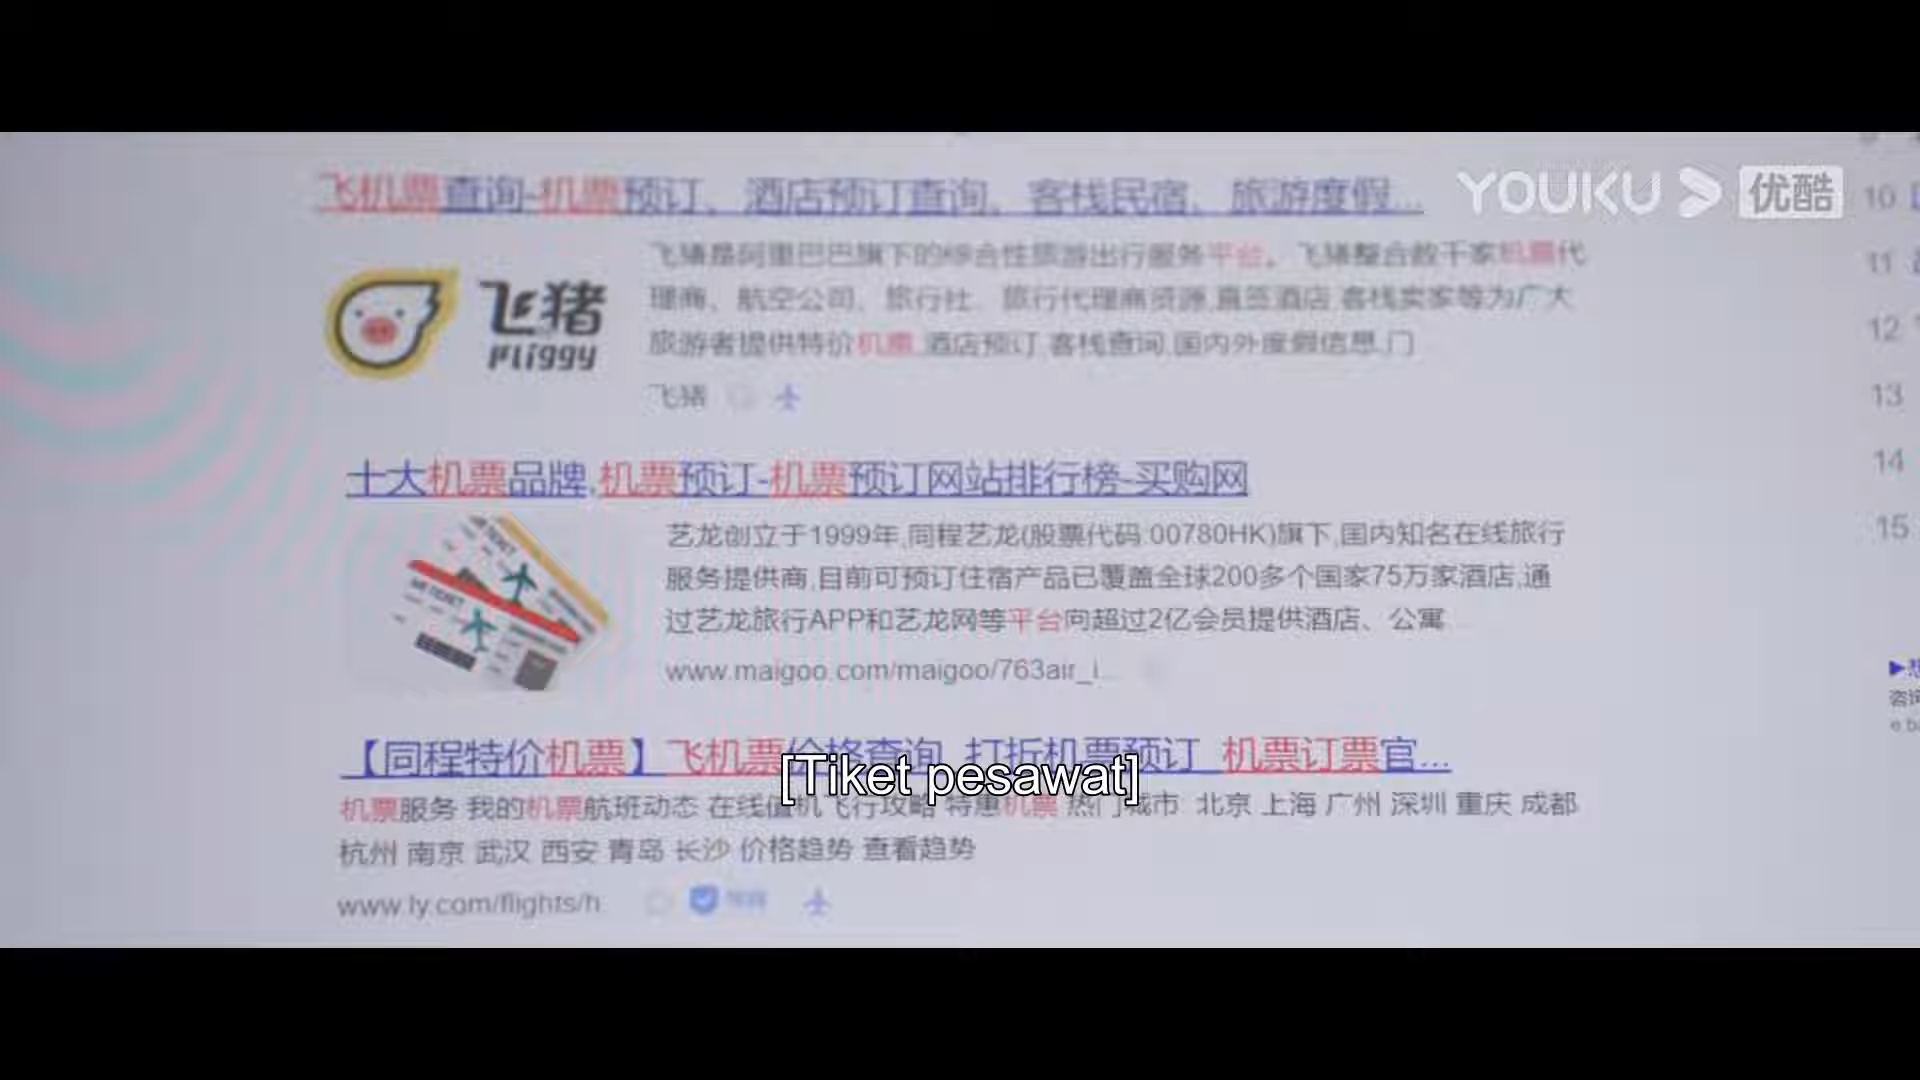 飞机票查询-机票预订、酒店预订查询、客栈民宿、旅游度假...
YOUKU 优酷
10
飞猪是阿里巴巴旗下的综合性旅游出行服务平台。飞猪整合数千家机票代
11
飞猪
理商、航空公司、旅行社、旅行代理商资源,直签酒店,客栈卖家等为广大
12
Fliggy
旅游者提供特价机票,酒店预订,客栈查询,国内外度假信息,门
飞猪
13
十大机票品牌,机票预订-机票预订网站排行榜-买购网
14
艺龙创立于1999年,同程艺龙(股票代码:00780HK)旗下,国内知名在线旅行
15
服务提供商,目前可预订住宿产品已覆盖全球200多个国家75万家酒店,通
过艺龙旅行APP和艺龙网等平台向超过2亿会员提供酒店、公寓
www.maigoo.com/maigoo/763air_i...
【同程特价机票】飞机票价格查询_打折机票预订_机票订票官...
[Tiket pesawat]
机票服务 我的机票航班动态 在线值机飞行攻略 特惠机票 热门城市: 北京 上海 广州 深圳 重庆 成都
杭州 南京 武汉 西安 青岛 长沙 价格趋势 查看趋势
www.ly.com/flights/h